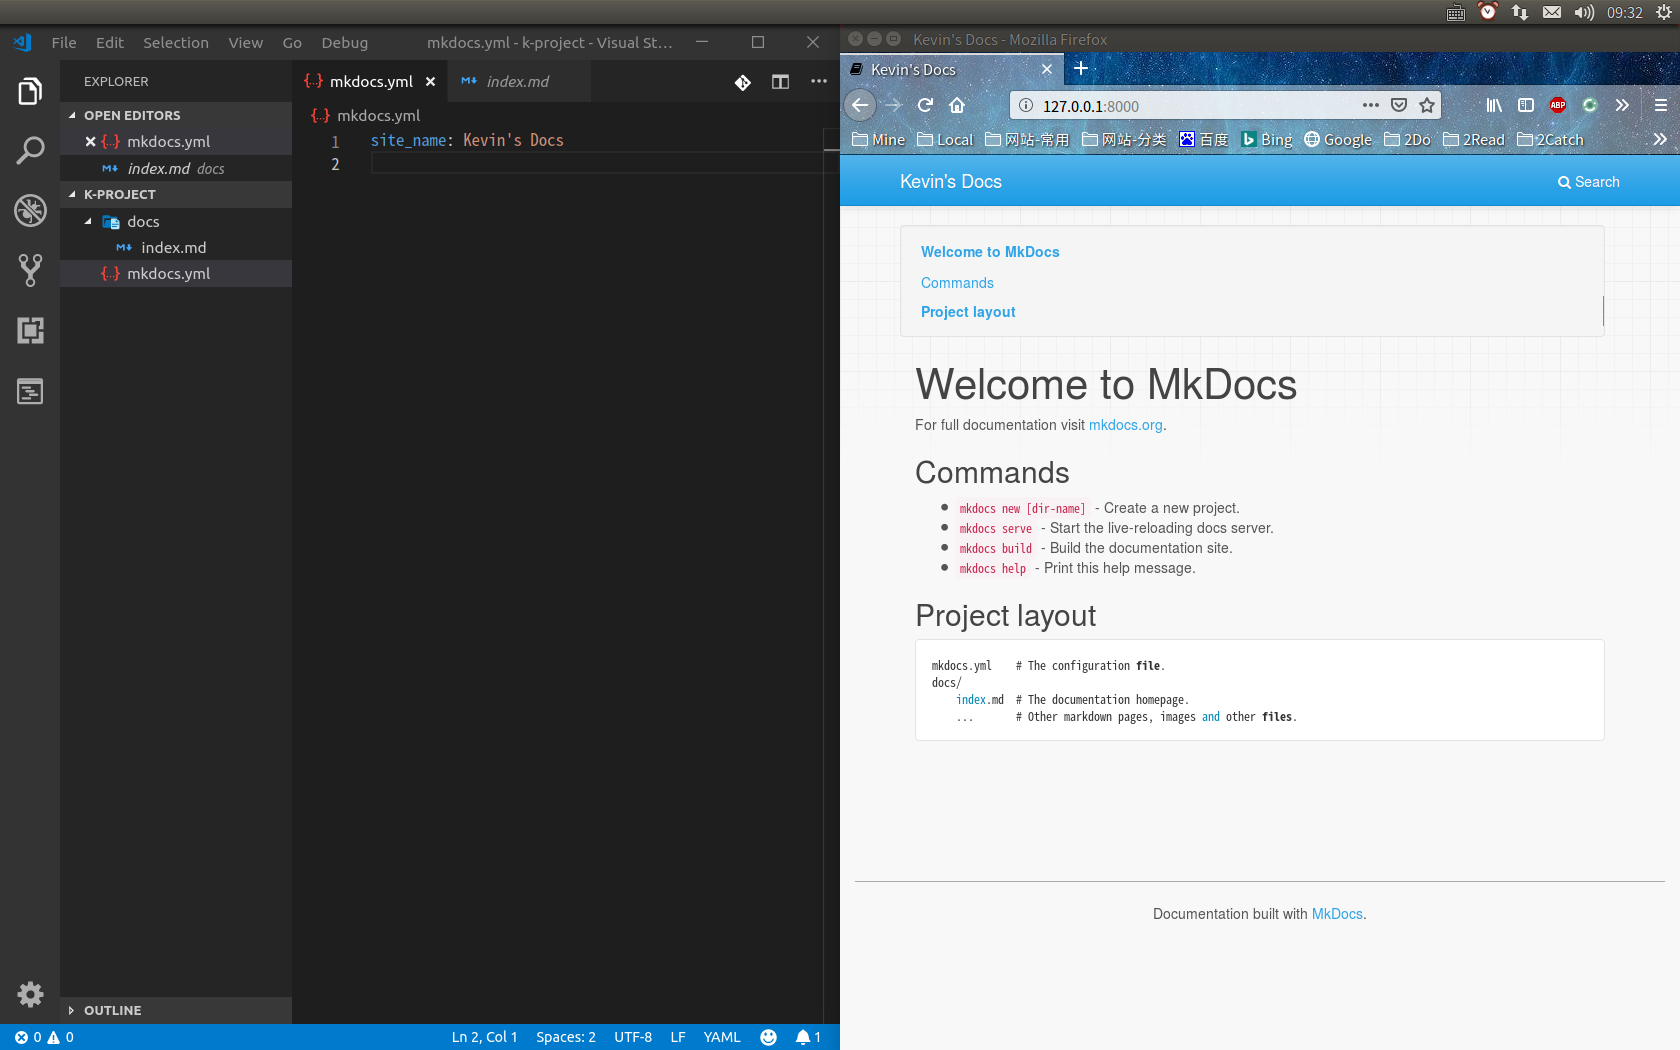 09:32
File Edit Selection View Go Debug mkdocs.yml - k-project - Visual St...
EXPLORER
OPEN EDITORS
mkdocs.yml
index.md docs
K-PROJECT
docs
index.md
mkdocs.yml
OUTLINE
mkdocs.yml index.md
mkdocs.yml
1 site_name: Kevin's Docs
2
0 0 Ln 2, Col 1 Spaces: 2 UTF-8 LF YAML 1
Kevin's Docs - Mozilla Firefox
Kevin's Docs
127.0.0.1:8000
ABP
Mine Local 网站-常用 网站-分类 百度 Bing Google 2Do 2Read 2Catch
Kevin's Docs Search
Welcome to MkDocs
Commands
Project layout
Welcome to MkDocs
For full documentation visit mkdocs.org.
Commands
mkdocs new [dir-name] - Create a new project.
mkdocs serve - Start the live-reloading docs server.
mkdocs build - Build the documentation site.
mkdocs help - Print this help message.
Project layout
mkdocs.yml # The configuration file.
docs/
index.md # The documentation homepage.
... # Other markdown pages, images and other files.
Documentation built with MkDocs.